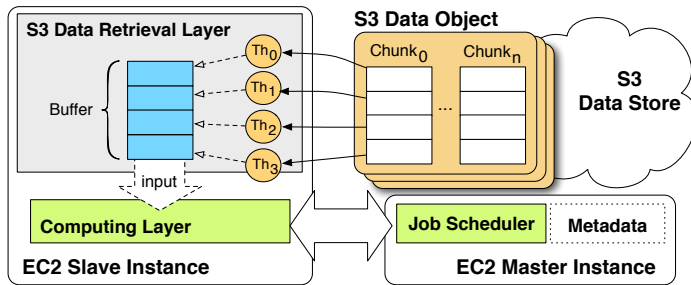 S3 Data Retrieval Layer
Buffer
Th0
Th1
Th2
Th3
input
Computing Layer
EC2 Slave Instance
S3 Data Object
Chunk0
...
Chunkn
S3
Data Store
Job Scheduler
Metadata
EC2 Master Instance